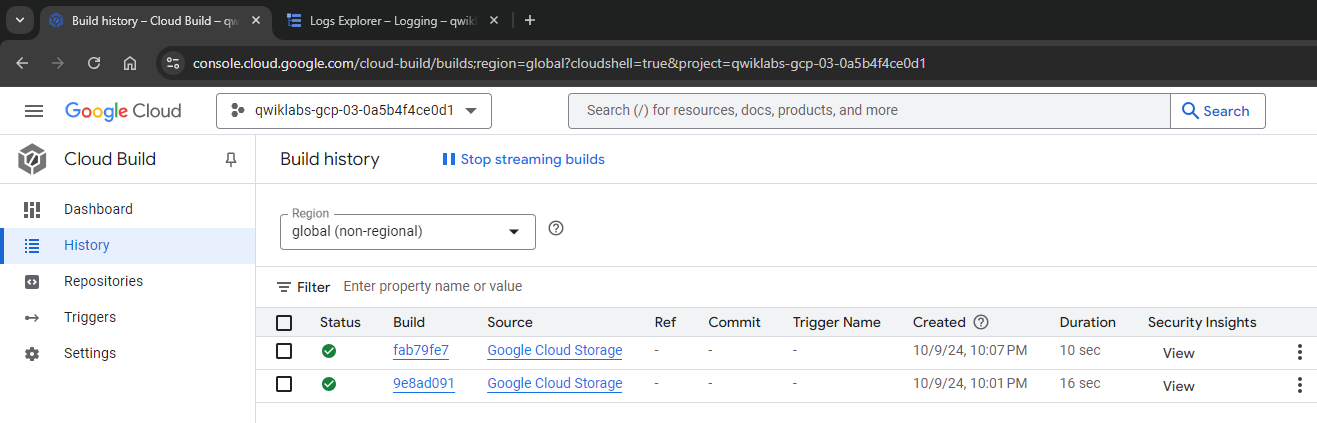 Build history – Cloud Build – qw
Logs Explorer – Logging – qwik
console.cloud.google.com/cloud-build/builds;region=global?cloudshell=true&project=qwiklabs-gcp-03-0a5b4f4ce0d1
Google Cloud
qwiklabs-gcp-03-0a5b4f4ce0d1
Search (/) for resources, docs, products, and more
Search
Cloud Build
Build history
Stop streaming builds
Dashboard
History
Repositories
Triggers
Settings
Region
global (non-regional)
Filter Enter property name or value
Status Build Source Ref Commit Trigger Name Created Duration Security Insights
fab79fe7 Google Cloud Storage - - - 10/9/24, 10:07 PM 10 sec View
9e8ad091 Google Cloud Storage - - - 10/9/24, 10:01 PM 16 sec View